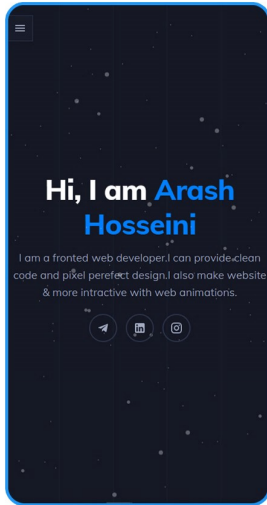 Hi, I am Arash
Hosseini
I am a fronted web developer.I can provide clean
code and pixel perefect design.I also make website
& more intractive with web animations.